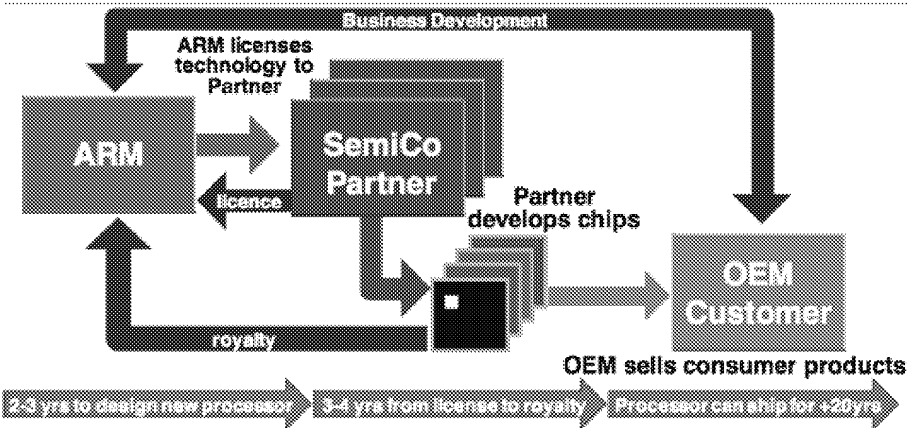 Business Development
ARM licenses
technology to
Partner
ARM
SemiCo
Partner
licence
Partner
develops chips
OEM
Customer
royalty
OEM sells consumer products
2-3 yrs to design new processor
3-4 yrs from license to royalty
Processor can ship for +20yrs